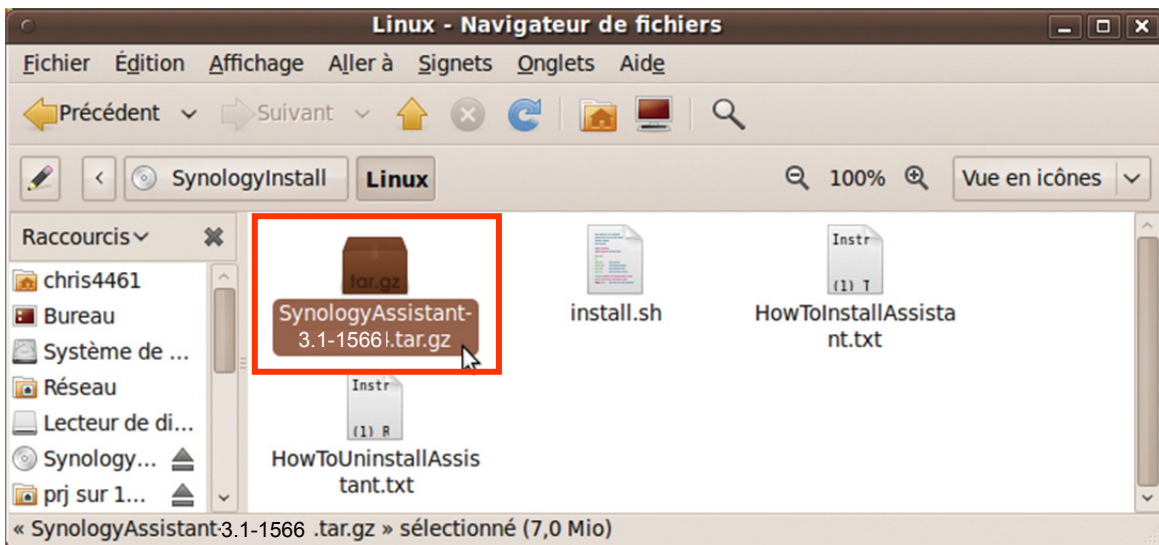 Linux - Navigateur de fichiers
Fichier Édition Affichage Aller à Signets Onglets Aide
Précédent Suivant
SynologyInstall Linux 100% Vue en icônes
Raccourcis
chris4461
Bureau
Système de ...
Réseau
Lecteur de di...
Synology...
prj sur 1...
tar.gz
SynologyAssistant-
3.1-1566 .tar.gz
install.sh
Instr
(1) T
HowToInstallAssista
nt.txt
Instr
(1) R
HowToUninstallAssis
tant.txt
« SynologyAssistant-3.1-1566 .tar.gz » sélectionné (7,0 Mio)